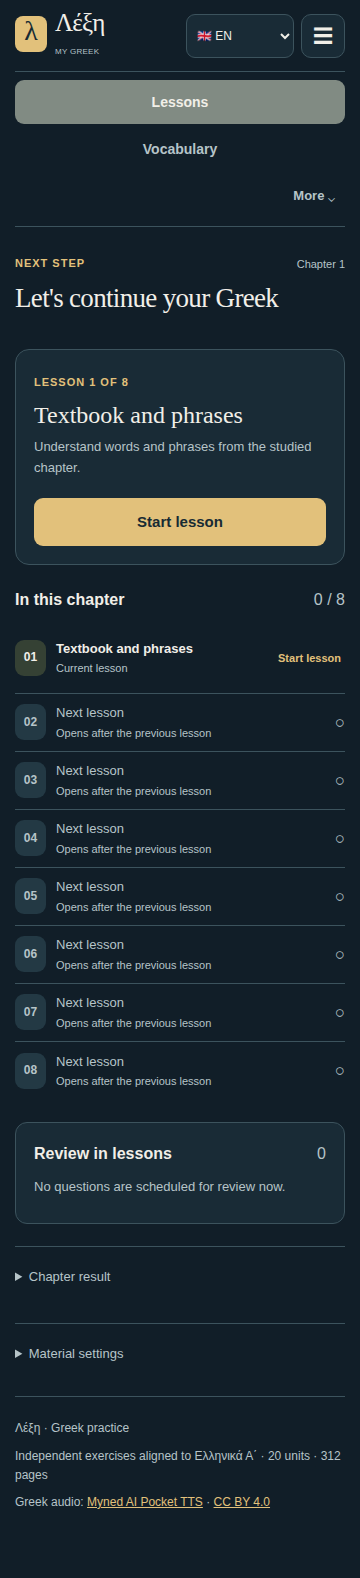 λ Λέξη
MY GREEK
🇬🇧 EN
Lessons
Vocabulary
More
NEXT STEP
Chapter 1
Let's continue your Greek
LESSON 1 OF 8
Textbook and phrases
Understand words and phrases from the studied
chapter.
Start lesson
In this chapter 0 / 8
01 Textbook and phrases
Current lesson
Start lesson
02 Next lesson
Opens after the previous lesson
03 Next lesson
Opens after the previous lesson
04 Next lesson
Opens after the previous lesson
05 Next lesson
Opens after the previous lesson
06 Next lesson
Opens after the previous lesson
07 Next lesson
Opens after the previous lesson
08 Next lesson
Opens after the previous lesson
Review in lessons 0
No questions are scheduled for review now.
Chapter result
Material settings
Λέξη · Greek practice
Independent exercises aligned to Ελληνικά Α΄ · 20 units · 312
pages
Greek audio: Myned AI Pocket TTS · CC BY 4.0